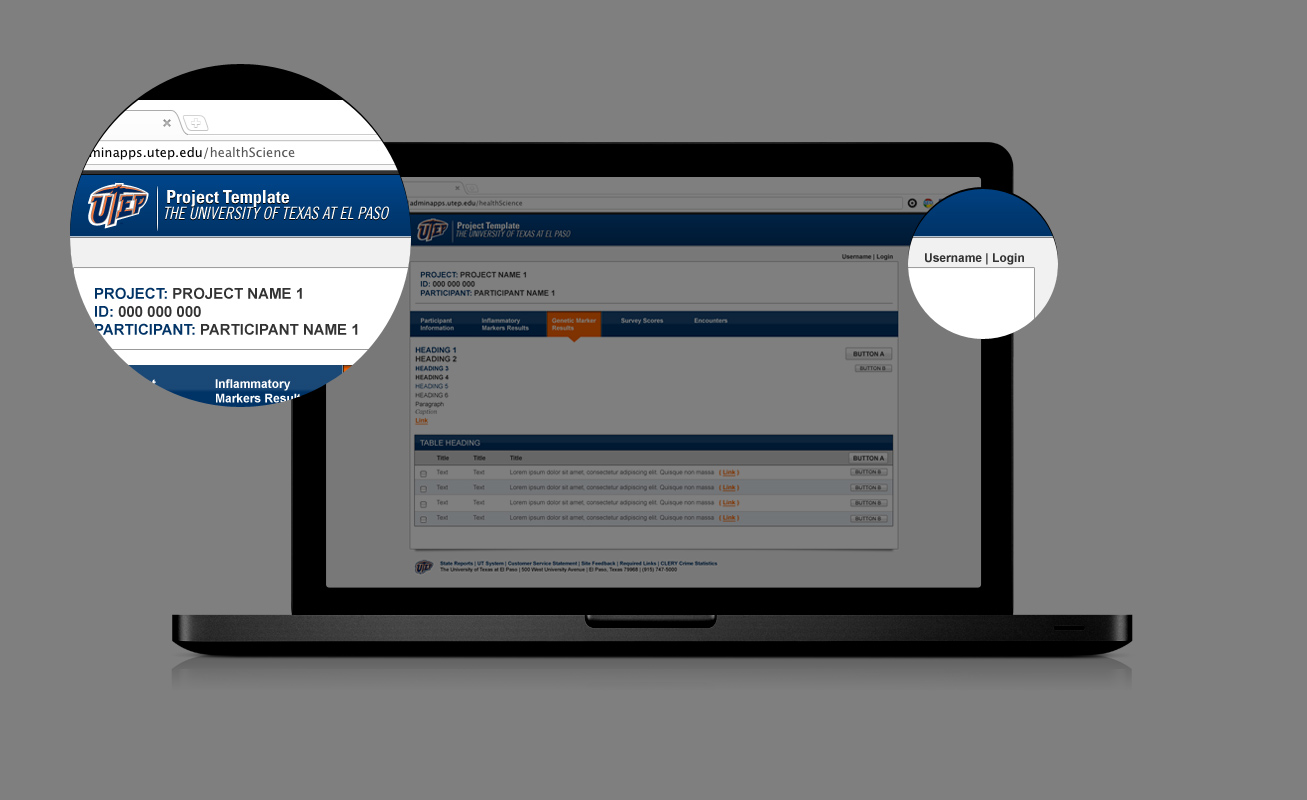 minapps.utep.edu/healthScience
UTEP
Project Template
THE UNIVERSITY OF TEXAS AT EL PASO
PROJECT: PROJECT NAME 1
ID: 000 000 000
PARTICIPANT: PARTICIPANT NAME 1
Inflammatory
Markers Result
adminapps.utep.edu/healthScience
UTEP
Project Template
THE UNIVERSITY OF TEXAS AT EL PASO
Username | Login
Username | Login
PROJECT: PROJECT NAME 1
ID: 000 000 000
PARTICIPANT: PARTICIPANT NAME 1
Participant Information
Inflammatory Markers Results
Genetic Marker Results
Survey Scores
Encounters
HEADING 1
BUTTON A
HEADING 2
HEADING 3
BUTTON B
HEADING 4
HEADING 5
HEADING 6
Paragraph
Caption
Link
TABLE HEADING
Title Title Title BUTTON A
Text Text Lorem ipsum dolor sit amet, consectetur adipiscing elit. Quisque non massa ( Link ) BUTTON B
Text Text Lorem ipsum dolor sit amet, consectetur adipiscing elit. Quisque non massa ( Link ) BUTTON B
Text Text Lorem ipsum dolor sit amet, consectetur adipiscing elit. Quisque non massa ( Link ) BUTTON B
Text Text Lorem ipsum dolor sit amet, consectetur adipiscing elit. Quisque non massa ( Link ) BUTTON B
UTEP
State Reports | UT System | Customer Service Statement | Site Feedback | Required Links | CLERY Crime Statistics
The University of Texas at El Paso | 500 West University Avenue | El Paso, Texas 79968 | (915) 747-5000